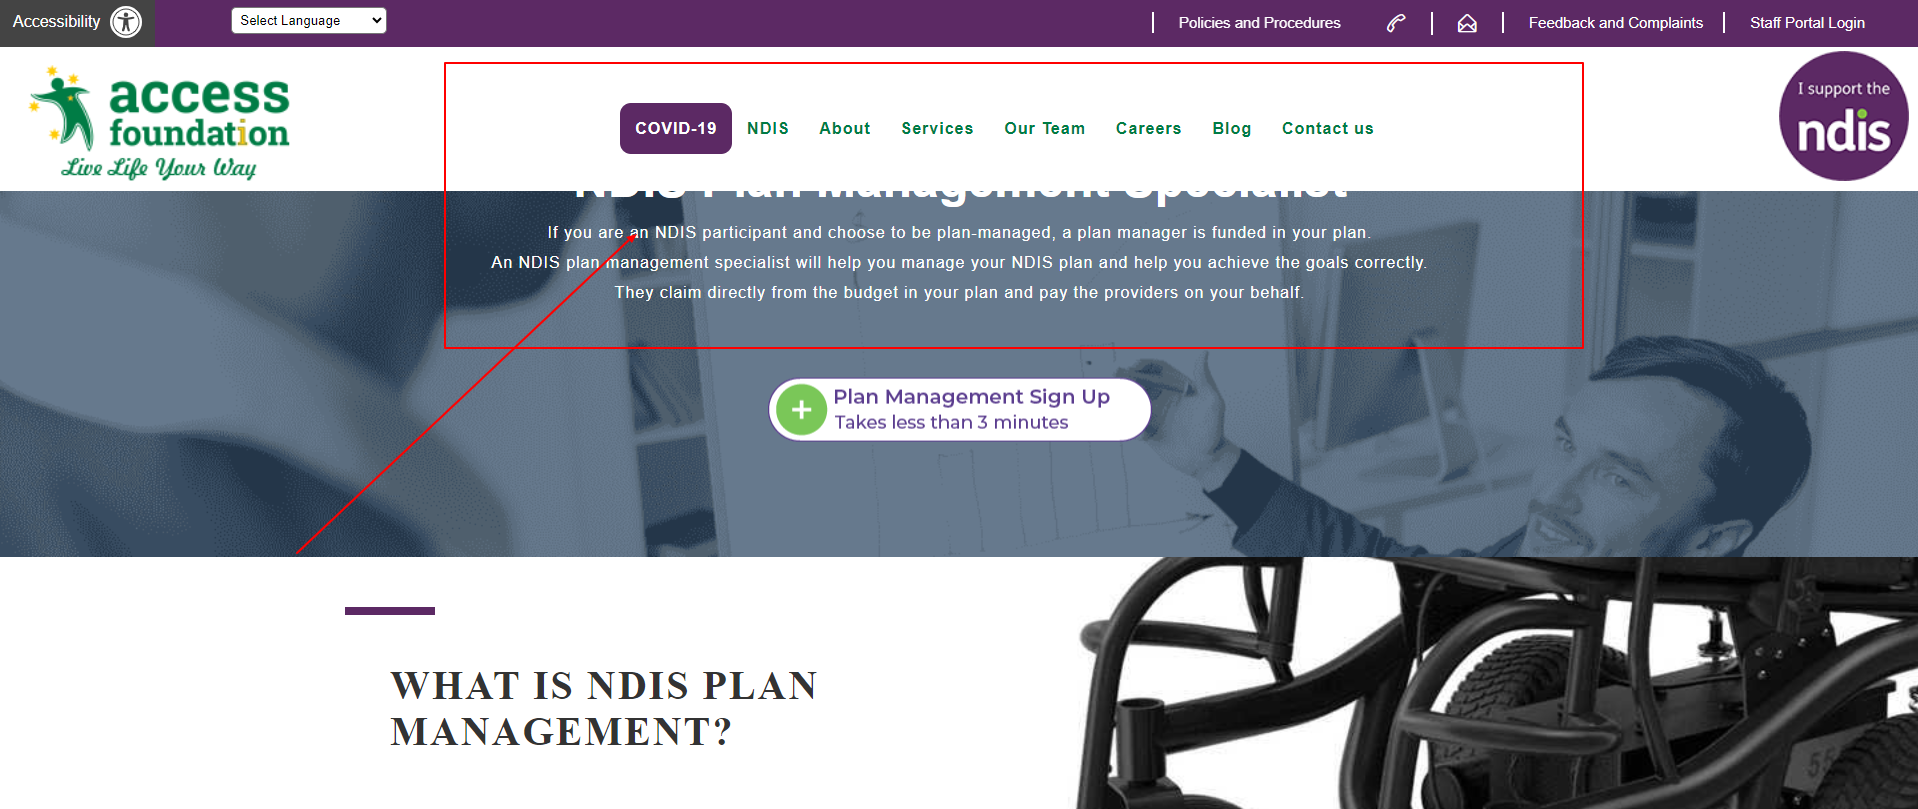 Accessibility
Select Language
Policies and Procedures
Feedback and Complaints
Staff Portal Login
access
foundation
Live Life Your Way
COVID-19 NDIS About Services Our Team Careers Blog Contact us
I support the
ndis
NDIS Plan Management Specialist
If you are an NDIS participant and choose to be plan-managed, a plan manager is funded in your plan.
An NDIS plan management specialist will help you manage your NDIS plan and help you achieve the goals correctly.
They claim directly from the budget in your plan and pay the providers on your behalf.
Plan Management Sign Up
Takes less than 3 minutes
WHAT IS NDIS PLAN
MANAGEMENT?